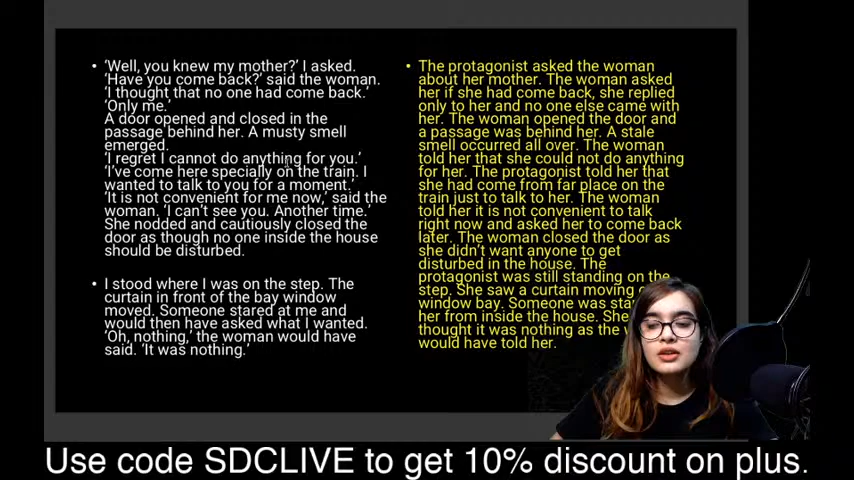 • 'Well, you knew my mother?' I asked.
'Have you come back?' said the woman.
'I thought that no one had come back.'
'Only me.'
A door opened and closed in the
passage behind her. A musty smell
emerged.
'I regret I cannot do anything for you.'
'I've come here specially on the train. I
wanted to talk to you for a moment.'
'It is not convenient for me now,' said the
woman. 'I can't see you. Another time.'
She nodded and cautiously closed the
door as though no one inside the house
should be disturbed.
• I stood where I was on the step. The
curtain in front of the bay window
moved. Someone stared at me and
would then have asked what I wanted.
'Oh, nothing,' the woman would have
said. 'It was nothing.'
• The protagonist asked the woman
about her mother. The woman asked
her if she had come back, she replied
only to her and no one else came with
her. The woman opened the door and
a passage was behind her. A stale
smell occurred all over. The woman
told her that she could not do anything
for her. The protagonist told her that
she had come from far place on the
train just to talk to her. The woman
told her it is not convenient to talk
right now and asked her to come back
later. The woman closed the door as
she didn't want anyone to get
disturbed in the house. The
protagonist was still standing on the
step. She saw a curtain moving
window bay. Someone was
her from inside the house. She
thought it was nothing as the
would have told her.
Use code SDCLIVE to get 10% discount on plus.